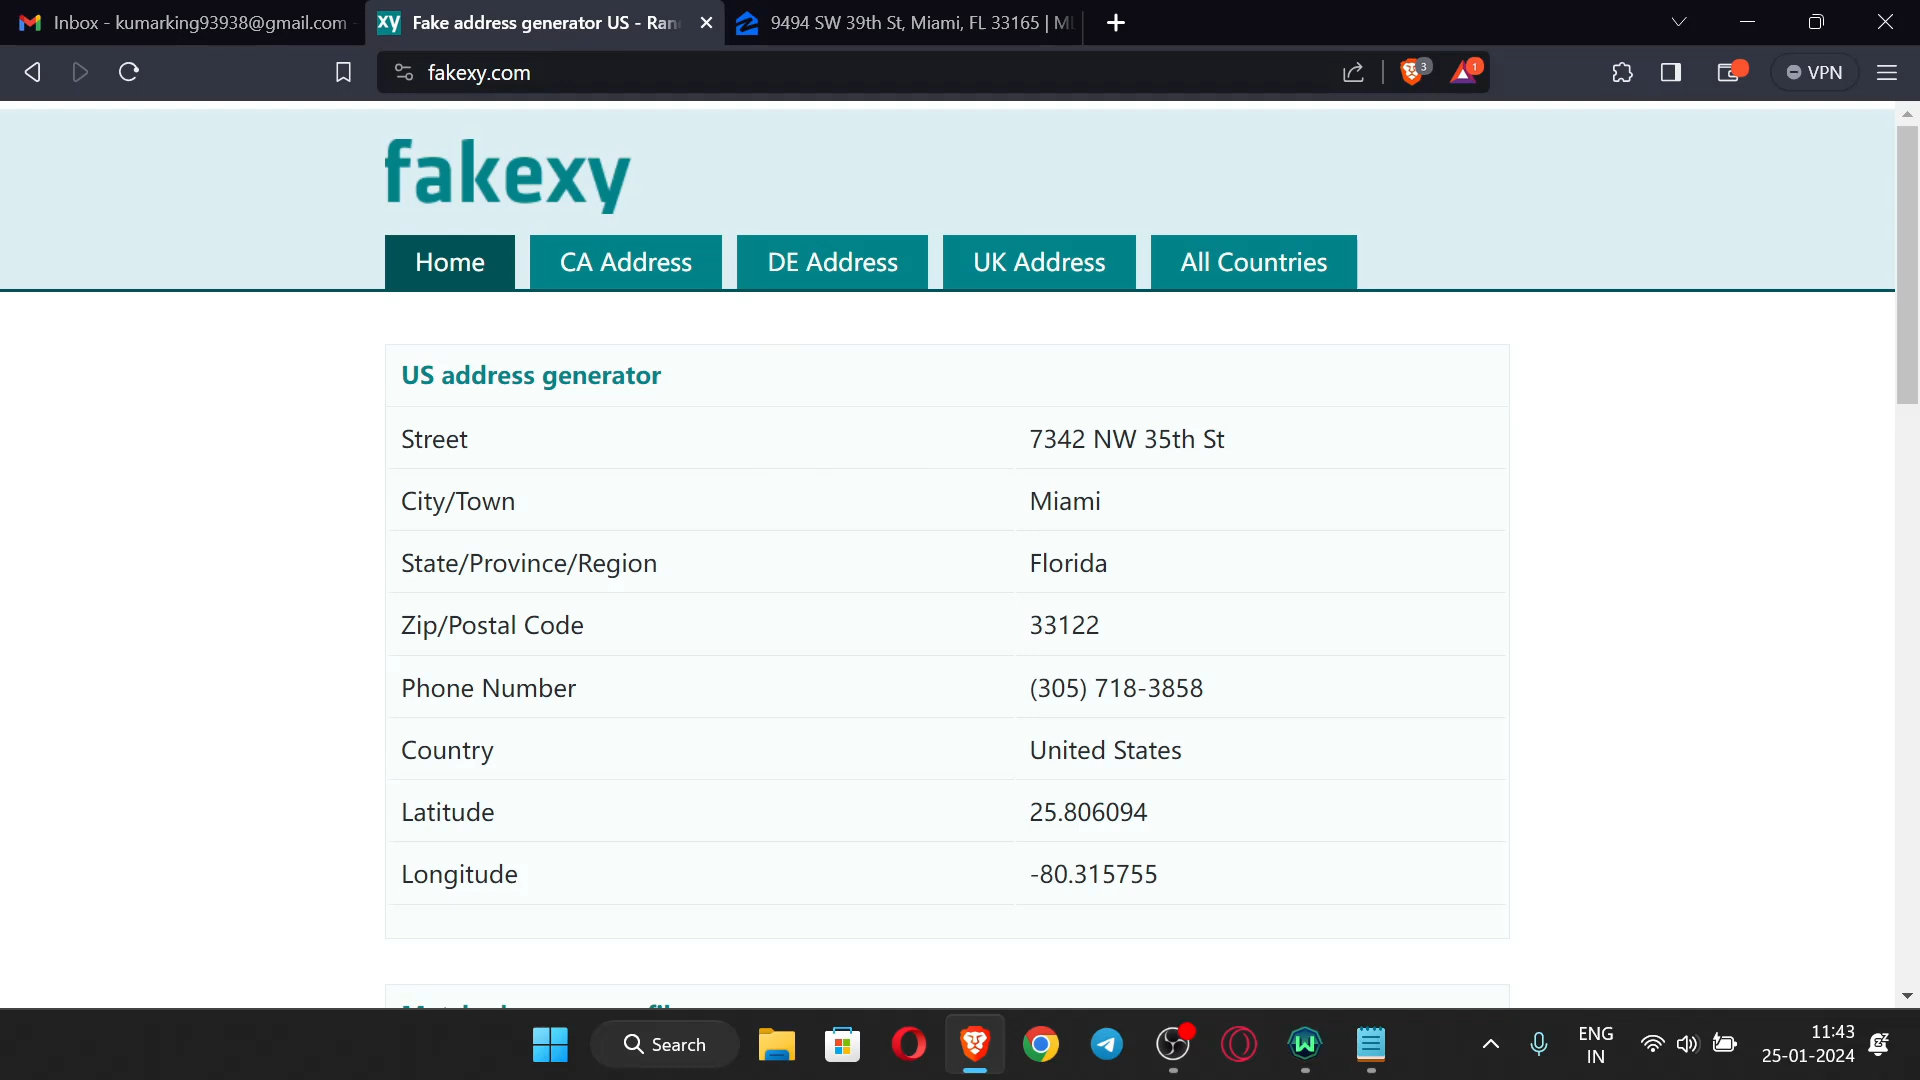 Inbox - kumarking93938@gmail.com
Fake address generator US - Ran
9494 SW 39th St, Miami, FL 33165 | M
fakexy.com
3
1
VPN
fakexy
Home
CA Address
DE Address
UK Address
All Countries
US address generator
Street 7342 NW 35th St
City/Town Miami
State/Province/Region Florida
Zip/Postal Code 33122
Phone Number (305) 718-3858
Country United States
Latitude 25.806094
Longitude -80.315755
Search
ENG
IN
11:43
25-01-2024